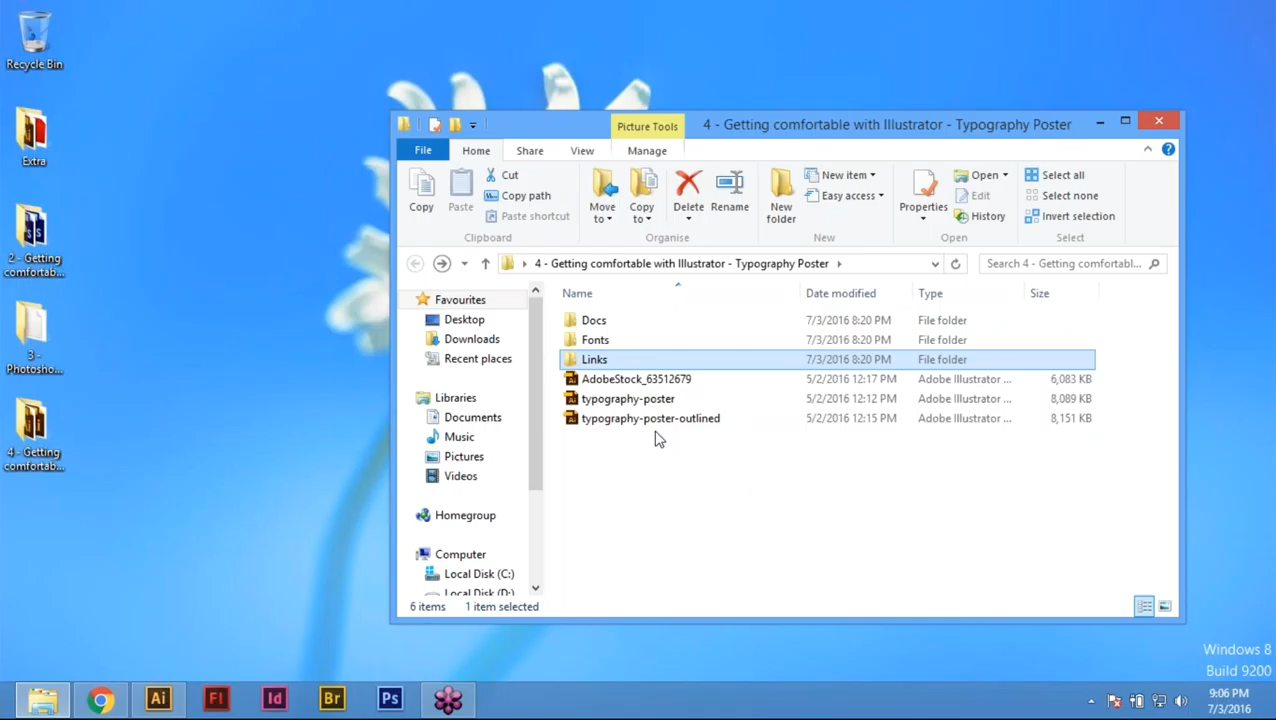 Recycle Bin
Extra
2 - Getting
comfortab...
3 -
Photosho...
4 - Getting
comfortab...
Picture Tools
4 - Getting comfortable with Illustrator - Typography Poster
File
Home
Share
View
Manage
Copy
Paste
Cut
Copy path
Paste shortcut
Clipboard
Move
to
Copy
to
Delete
Rename
Organise
New
folder
New item
Easy access
New
Properties
Open
Edit
History
Open
Select all
Select none
Invert selection
Select
4 - Getting comfortable with Illustrator - Typography Poster
Search 4 - Getting comfortabl...
Favourites
Desktop
Downloads
Recent places
Libraries
Documents
Music
Pictures
Videos
Homegroup
Computer
Local Disk (C:)
Local Disk (D:)
Name Date modified Type Size
Docs 7/3/2016 8:20 PM File folder
Fonts 7/3/2016 8:20 PM File folder
Links 7/3/2016 8:20 PM File folder
AdobeStock_63512679 5/2/2016 12:17 PM Adobe Illustrator ... 6,083 KB
typography-poster 5/2/2016 12:12 PM Adobe Illustrator ... 8,089 KB
typography-poster-outlined 5/2/2016 12:15 PM Adobe Illustrator ... 8,151 KB
6 items 1 item selected
Windows 8
Build 9200
Ai
Fl
Id
Br
Ps
9:06 PM
7/3/2016